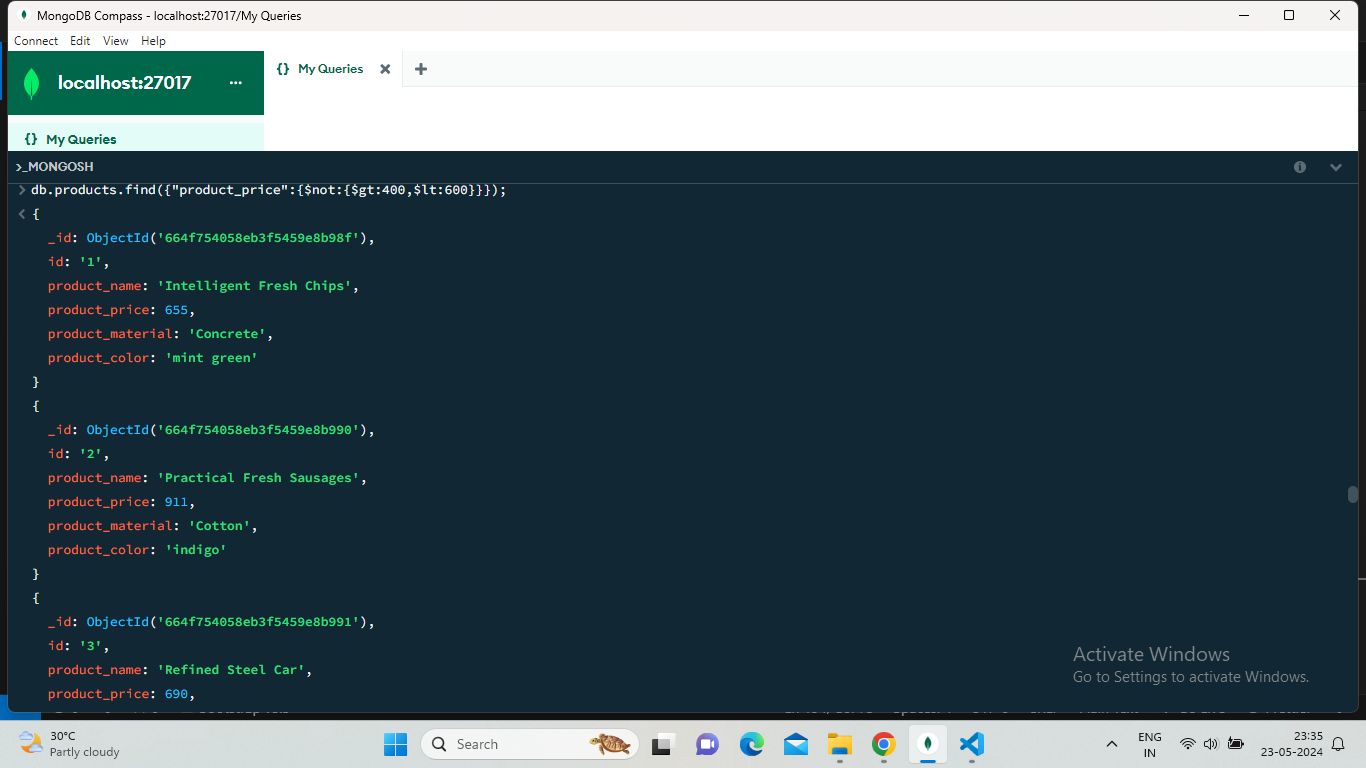 MongoDB Compass - localhost:27017/My Queries
Connect Edit View Help
localhost:27017 ...
{} My Queries
{} My Queries
>_MONGOSH
db.products.find({"product_price":{$not:{$gt:400,$lt:600}}});
{
_id: ObjectId('664f754058eb3f5459e8b98f'),
id: '1',
product_name: 'Intelligent Fresh Chips',
product_price: 655,
product_material: 'Concrete',
product_color: 'mint green'
}
{
_id: ObjectId('664f754058eb3f5459e8b990'),
id: '2',
product_name: 'Practical Fresh Sausages',
product_price: 911,
product_material: 'Cotton',
product_color: 'indigo'
}
{
_id: ObjectId('664f754058eb3f5459e8b991'),
id: '3',
product_name: 'Refined Steel Car',
product_price: 690,
Activate Windows
Go to Settings to activate Windows.
30°C
Partly cloudy
Search
ENG
IN
23:35
23-05-2024